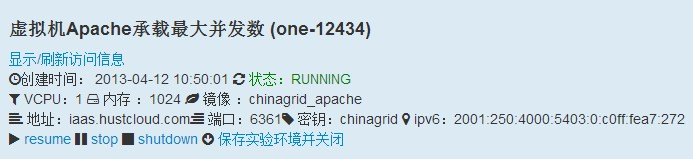 虚拟机Apache承载最大并发数 (one-12434)
显示/刷新访问信息
创建时间： 2013-04-12 10:50:01 状态：RUNNING
VCPU：1 内存 ：1024 镜像 ：chinagrid_apache
地址：iaas.hustcloud.com 端口：6361 密钥：chinagrid ipv6：2001:250:4000:5403:0:c0ff:fea7:272
resume stop shutdown 保存实验环境并关闭